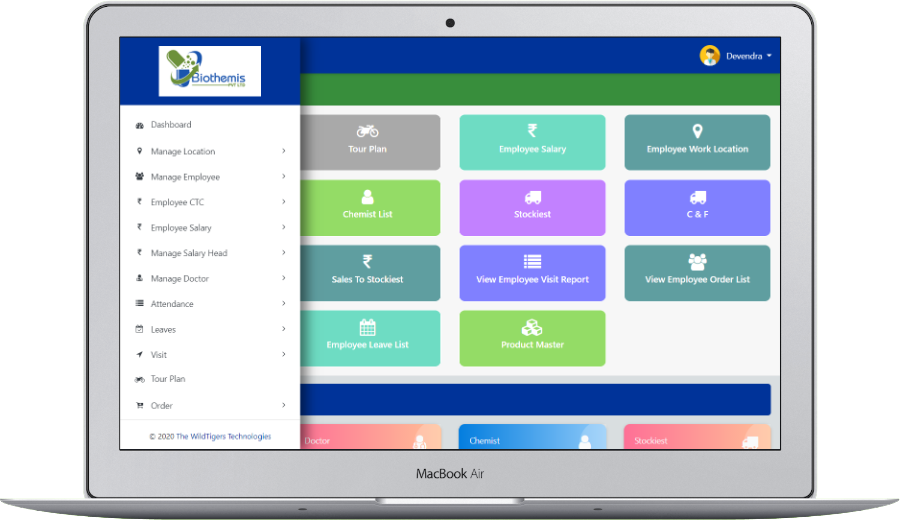 Biothemis
PVT LTD
Devendra
Dashboard
Manage Location
Manage Employee
Employee CTC
Employee Salary
Manage Salary Head
Manage Doctor
Attendance
Leaves
Visit
Tour Plan
Order
© 2020 The WildTigers Technologies
Tour Plan
Employee Salary
Employee Work Location
Chemist List
Stockiest
C & F
Sales To Stockiest
View Employee Visit Report
View Employee Order List
Employee Leave List
Product Master
Doctor
Chemist
Stockiest
MacBook Air